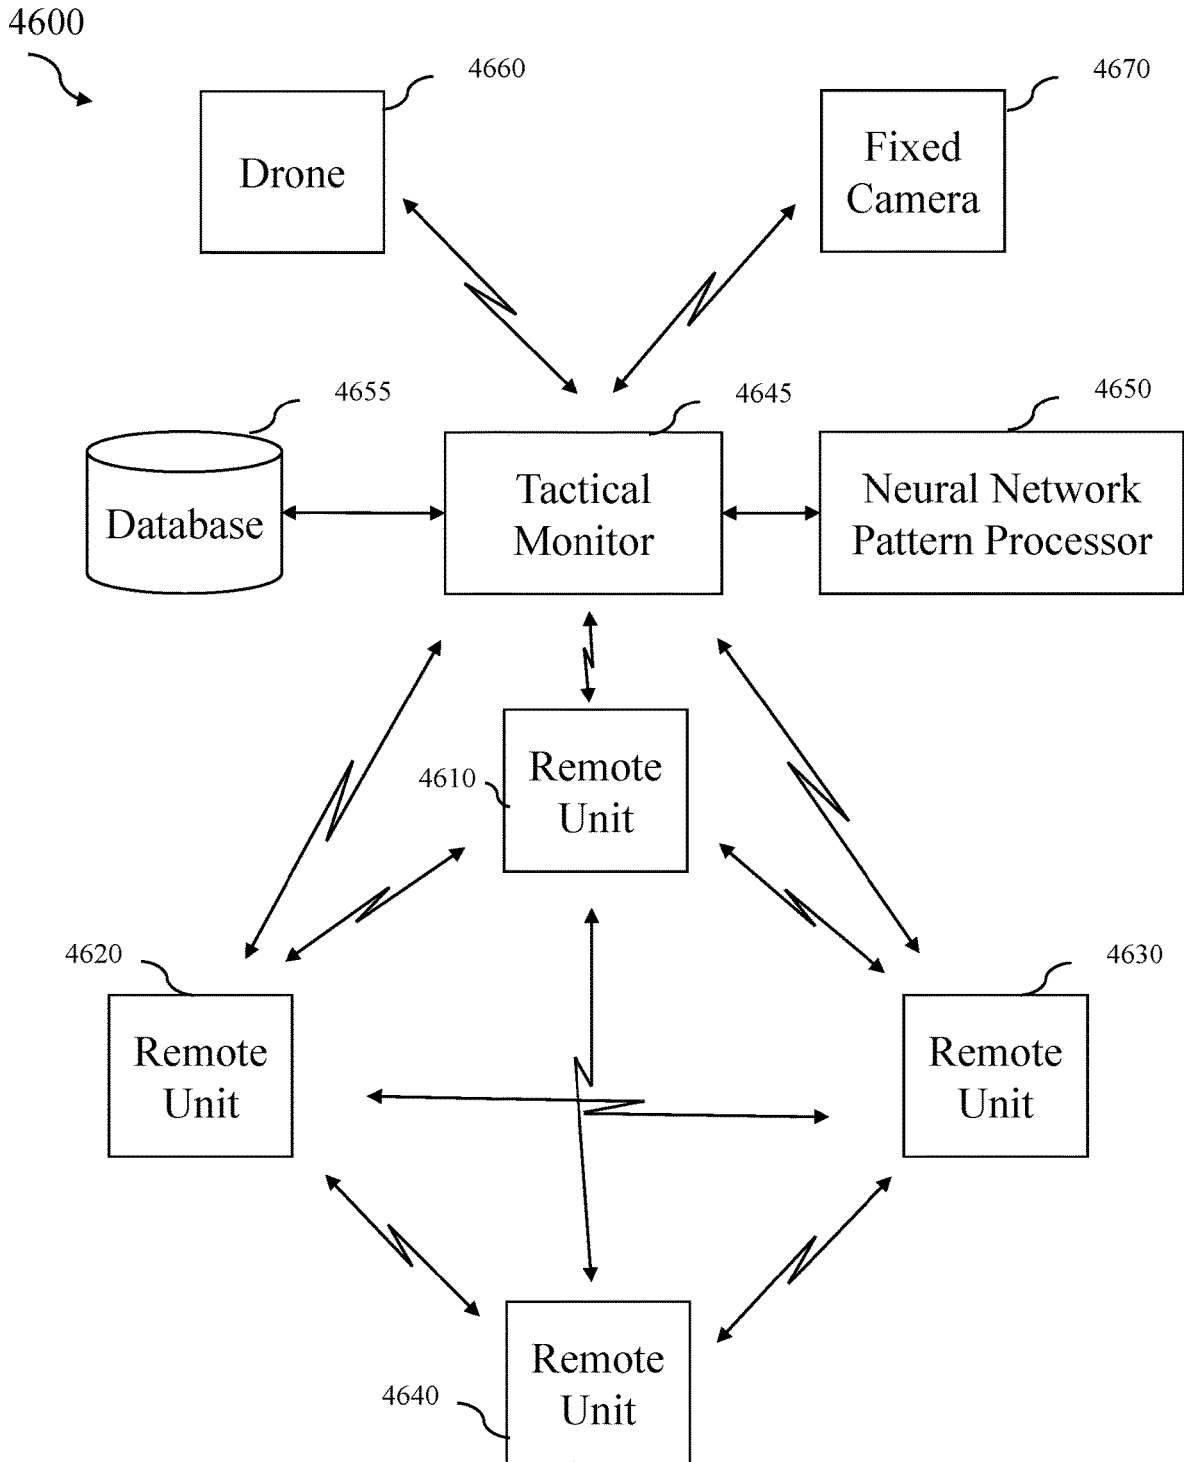 4600
4660
4670
Drone
Fixed
Camera
4655
4645
4650
Database
Tactical
Monitor
Neural Network
Pattern Processor
4610
Remote
Unit
4620
4630
Remote
Unit
Remote
Unit
4640
Remote
Unit